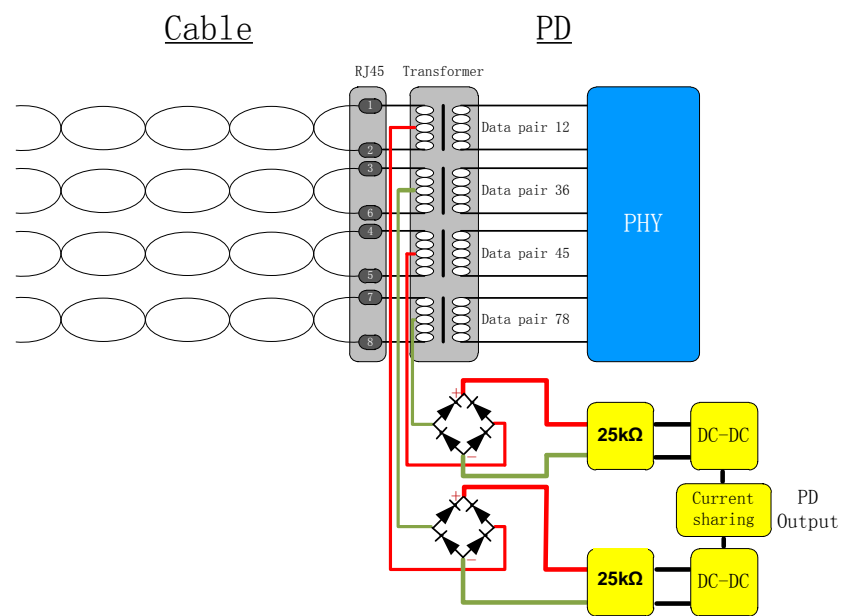 Cable
PD
RJ45
Transformer
1
Data pair 12
2
3
Data pair 36
6
PHY
4
Data pair 45
5
7
Data pair 78
8
+
−
25kΩ
DC-DC
Current
sharing
PD
Output
+
−
25kΩ
DC-DC